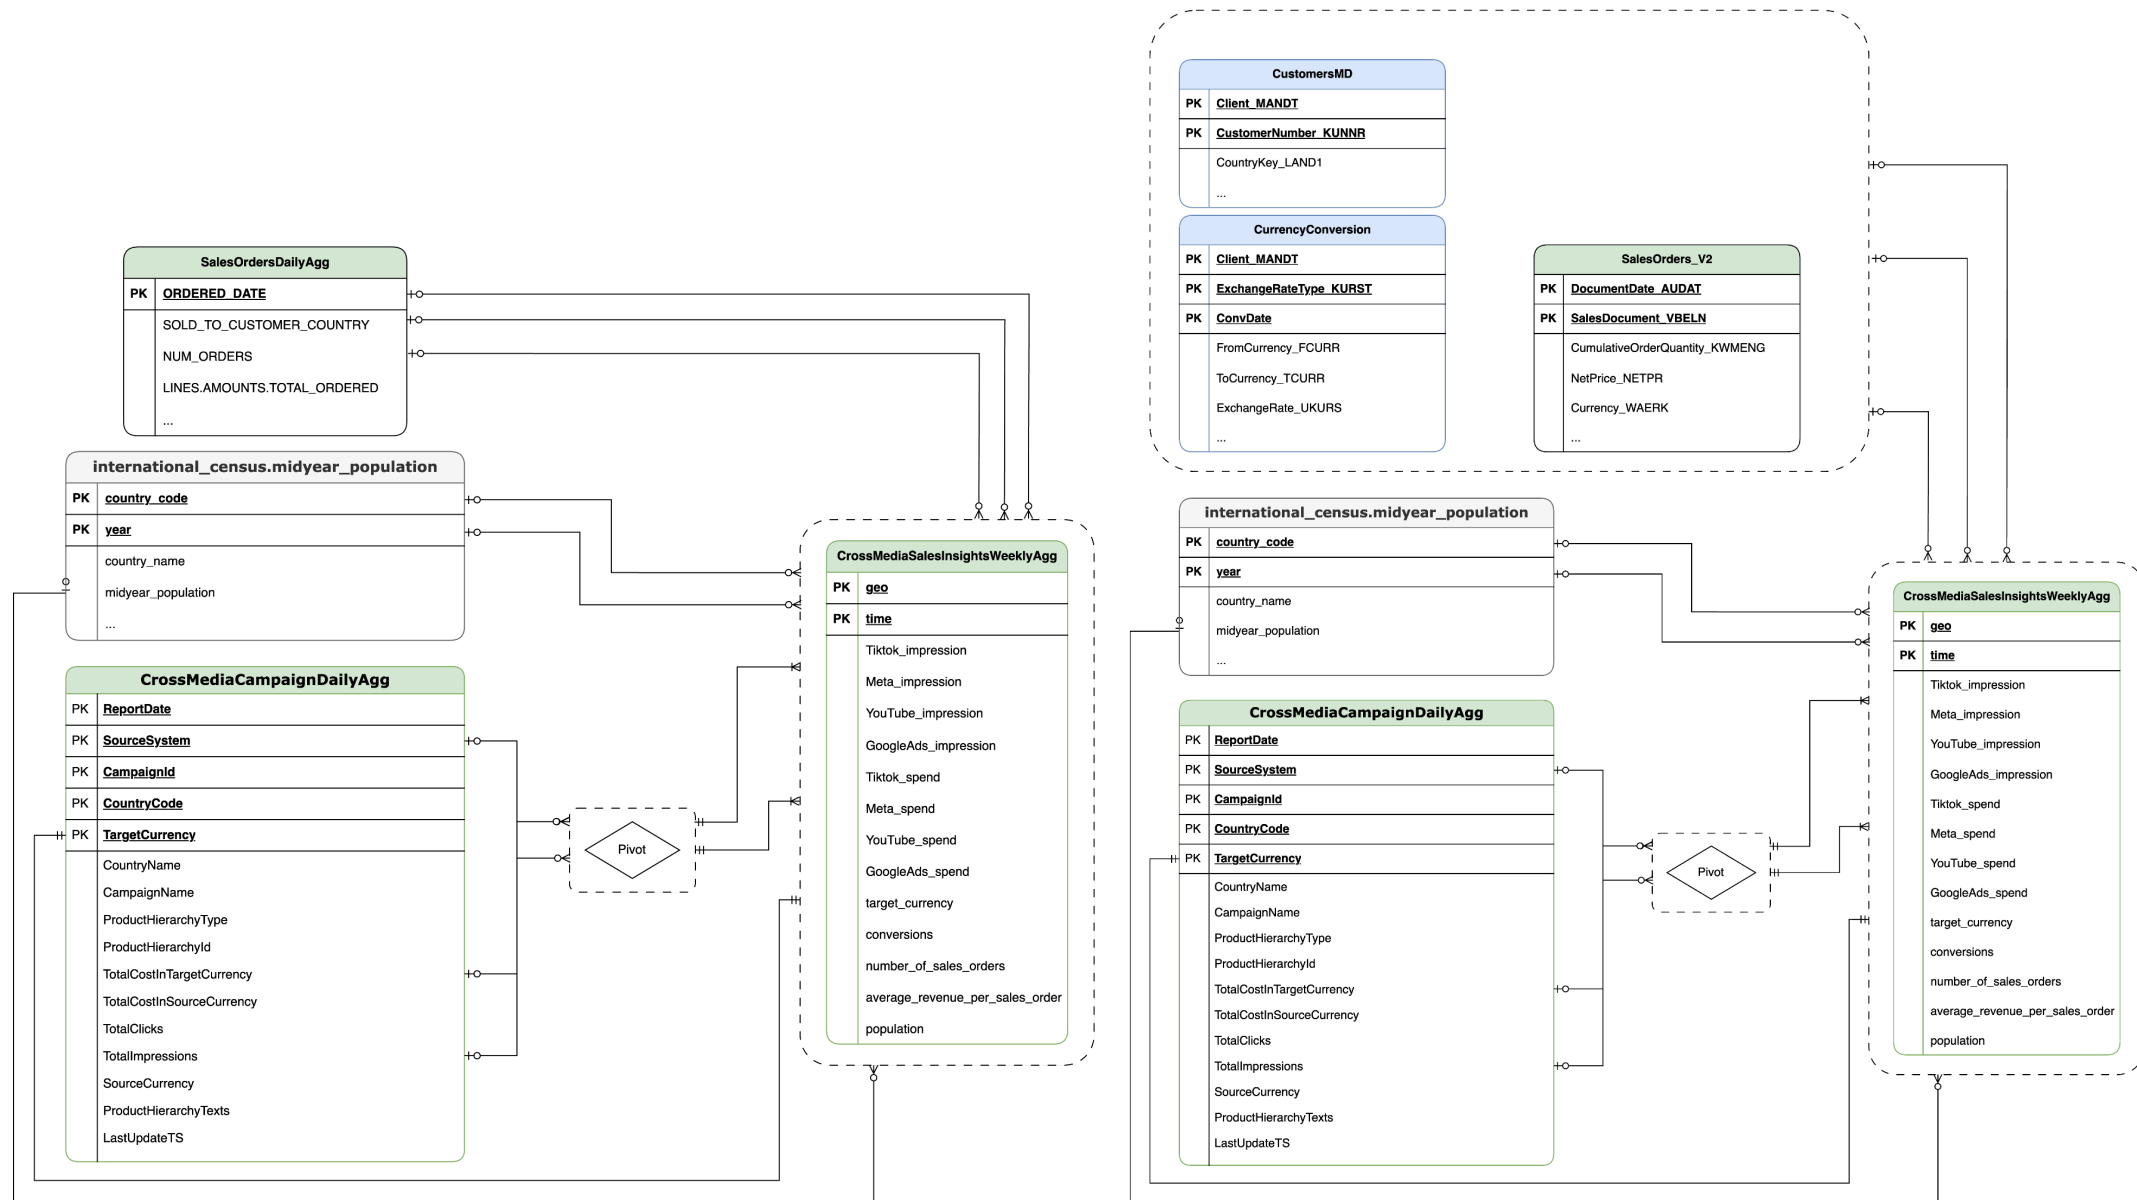 SalesOrdersDailyAgg
PK ORDERED_DATE
SOLD_TO_CUSTOMER_COUNTRY
NUM_ORDERS
LINES.AMOUNTS.TOTAL_ORDERED
...
international_census.midyear_population
PK country_code
PK year
country_name
midyear_population
...
CrossMediaCampaignDailyAgg
PK ReportDate
PK SourceSystem
PK CampaignId
PK CountryCode
PK TargetCurrency
CountryName
CampaignName
ProductHierarchyType
ProductHierarchyId
TotalCostInTargetCurrency
TotalCostInSourceCurrency
TotalClicks
TotalImpressions
SourceCurrency
ProductHierarchyTexts
LastUpdateTS
Pivot
CrossMediaSalesInsightsWeeklyAgg
PK geo
PK time
Tiktok_impression
Meta_impression
YouTube_impression
GoogleAds_impression
Tiktok_spend
Meta_spend
YouTube_spend
GoogleAds_spend
target_currency
conversions
number_of_sales_orders
average_revenue_per_sales_order
population
CustomersMD
PK Client_MANDT
PK CustomerNumber_KUNNR
CountryKey_LAND1
...
CurrencyConversion
PK Client_MANDT
PK ExchangeRateType_KURST
PK ConvDate
FromCurrency_FCURR
ToCurrency_TCURR
ExchangeRate_UKURS
...
SalesOrders_V2
PK DocumentDate_AUDAT
PK SalesDocument_VBELN
CumulativeOrderQuantity_KWMENG
NetPrice_NETPR
Currency_WAERK
...
international_census.midyear_population
PK country_code
PK year
country_name
midyear_population
...
CrossMediaCampaignDailyAgg
PK ReportDate
PK SourceSystem
PK CampaignId
PK CountryCode
PK TargetCurrency
CountryName
CampaignName
ProductHierarchyType
ProductHierarchyId
TotalCostInTargetCurrency
TotalCostInSourceCurrency
TotalClicks
TotalImpressions
SourceCurrency
ProductHierarchyTexts
LastUpdateTS
Pivot
CrossMediaSalesInsightsWeeklyAgg
PK geo
PK time
Tiktok_impression
Meta_impression
YouTube_impression
GoogleAds_impression
Tiktok_spend
Meta_spend
YouTube_spend
GoogleAds_spend
target_currency
conversions
number_of_sales_orders
average_revenue_per_sales_order
population